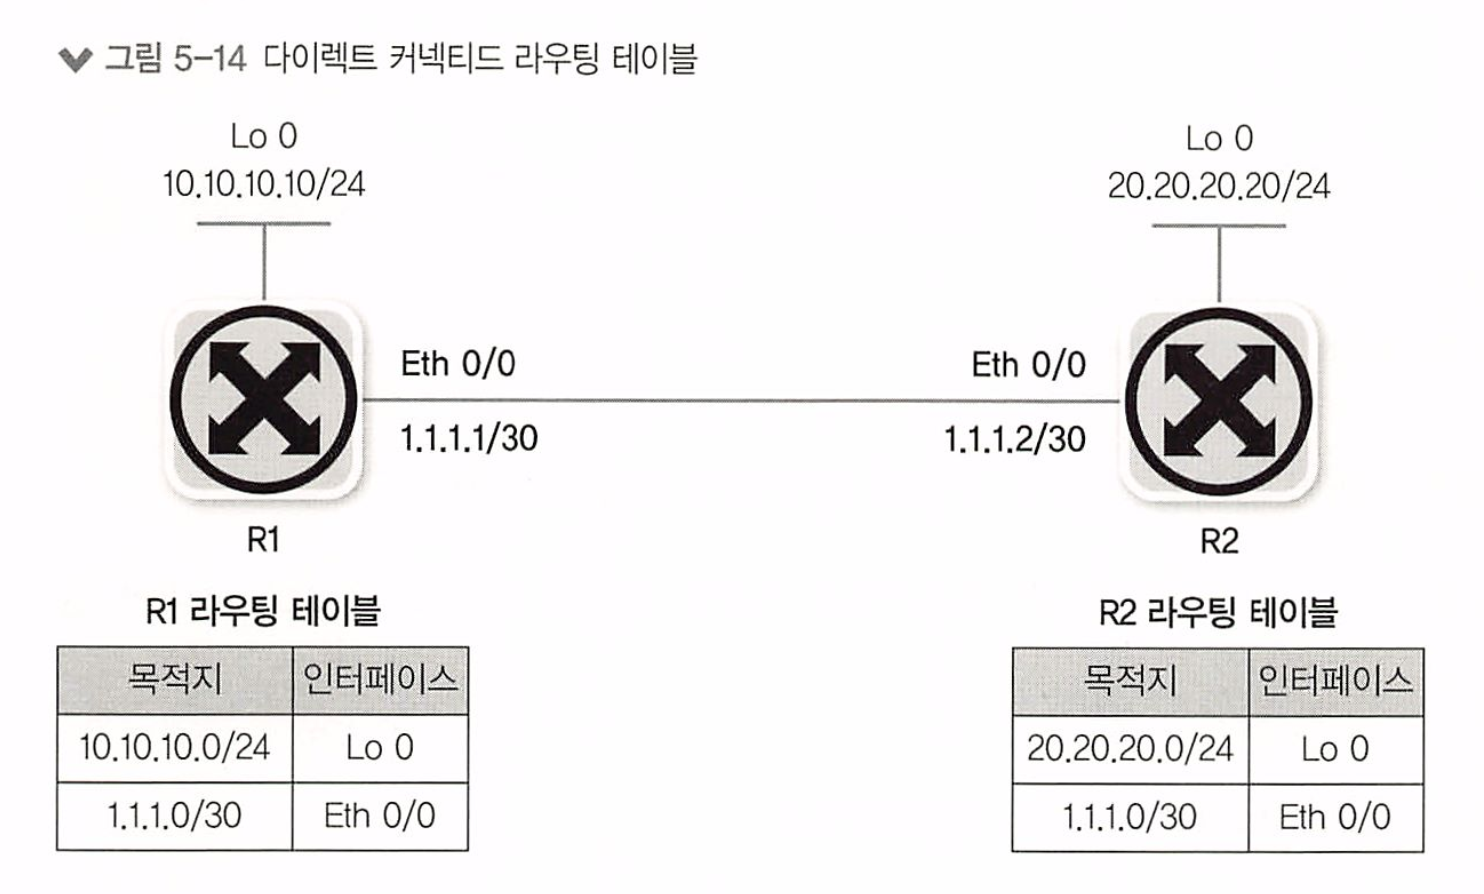 그림 5-14 다이렉트 커넥티드 라우팅 테이블
Lo 0
10.10.10.10/24
Lo 0
20.20.20.20/24
Eth 0/0
1.1.1.1/30
Eth 0/0
1.1.1.2/30
R1
R2
R1 라우팅 테이블
목적지 인터페이스
10.10.10.0/24 Lo 0
1.1.1.0/30 Eth 0/0
R2 라우팅 테이블
목적지 인터페이스
20.20.20.0/24 Lo 0
1.1.1.0/30 Eth 0/0